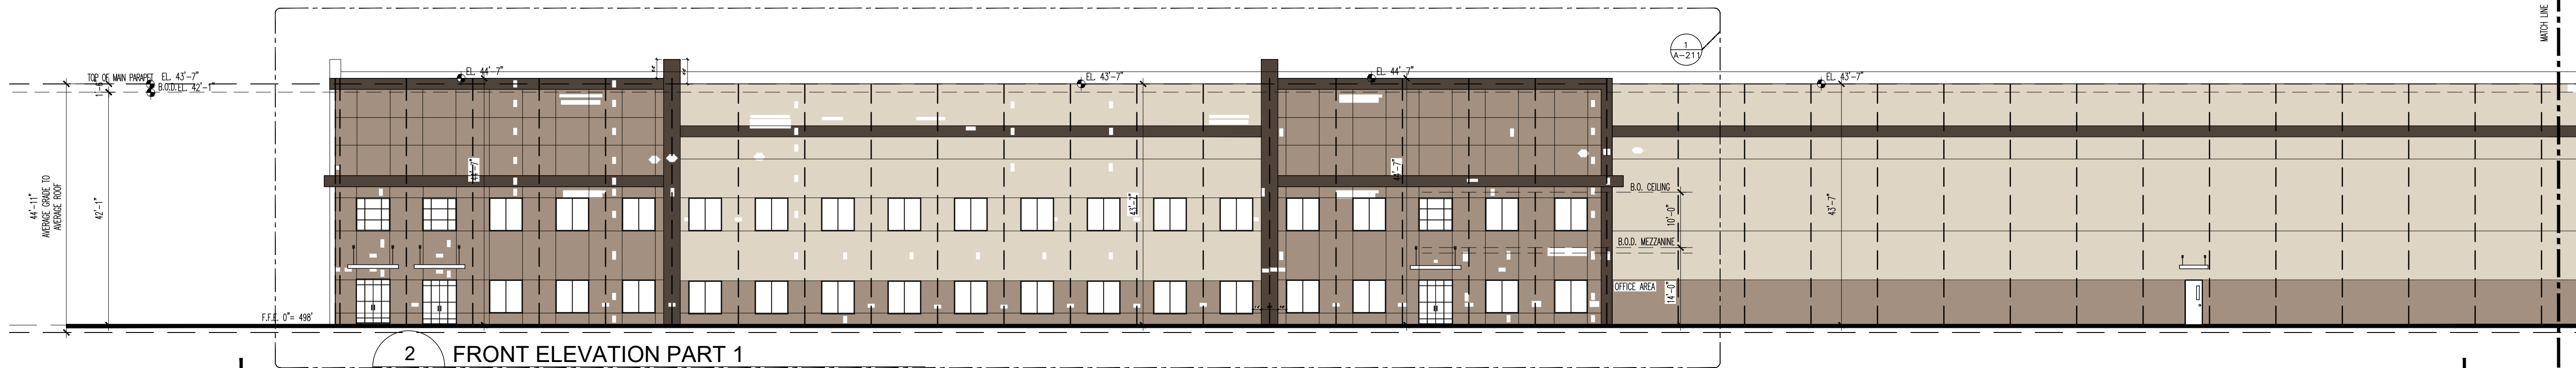 MATCH LINE
1
A-211
TOP OF MAIN PARAPET EL. 43'-7"
B.O.D.EL. 42'-1"
EL. 44'-7"
EL. 43'-7"
EL. 44'-7"
EL. 43'-7"
44'-11"
AVERAGE GRADE TO
AVERAGE ROOF
42'-1"
43'-7"
43'-7"
B.O. CEILING
10'-0"
B.O.D. MEZZANINE
OFFICE AREA
14'-0"
F.F.E. 0"= 498'
2
FRONT ELEVATION PART 1